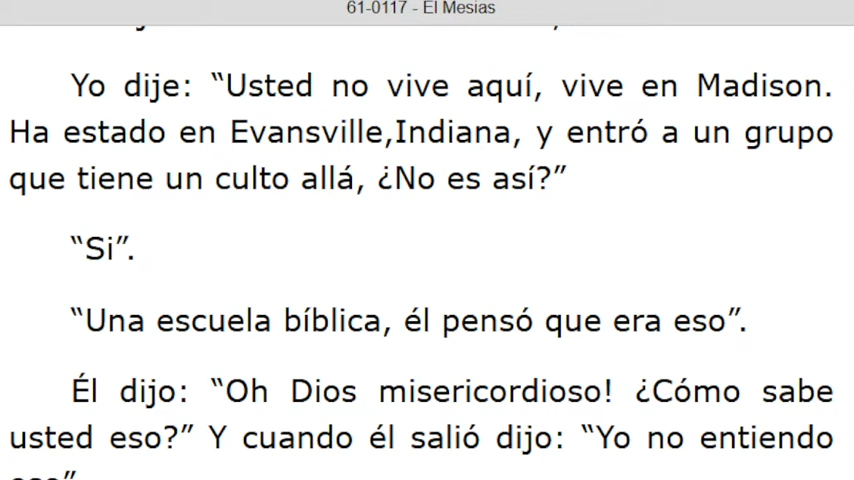 61-0117 - El Mesias
Yo dije: “Usted no vive aquí, vive en Madison.
Ha estado en Evansville,Indiana, y entró a un grupo
que tiene un culto allá, ¿No es así?”
“Si”.
“Una escuela bíblica, él pensó que era eso”.
Él dijo: “Oh Dios misericordioso! ¿Cómo sabe
usted eso?” Y cuando él salió dijo: “Yo no entiendo